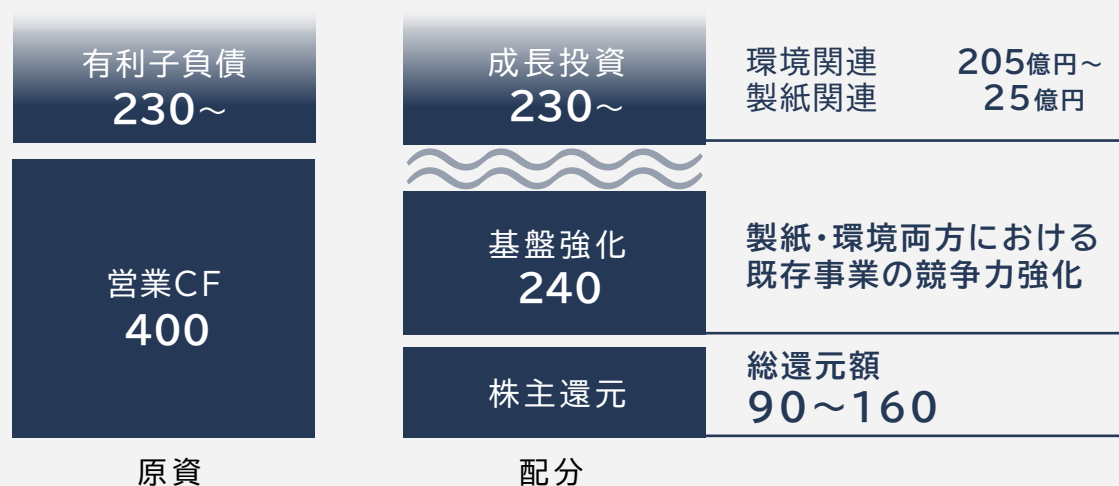 有利子負債
230～
営業CF
400
原資
成長投資
230～
基盤強化
240
株主還元
配分
環境関連 205億円～
製紙関連 25億円
製紙・環境両方における
既存事業の競争力強化
総還元額
90～160